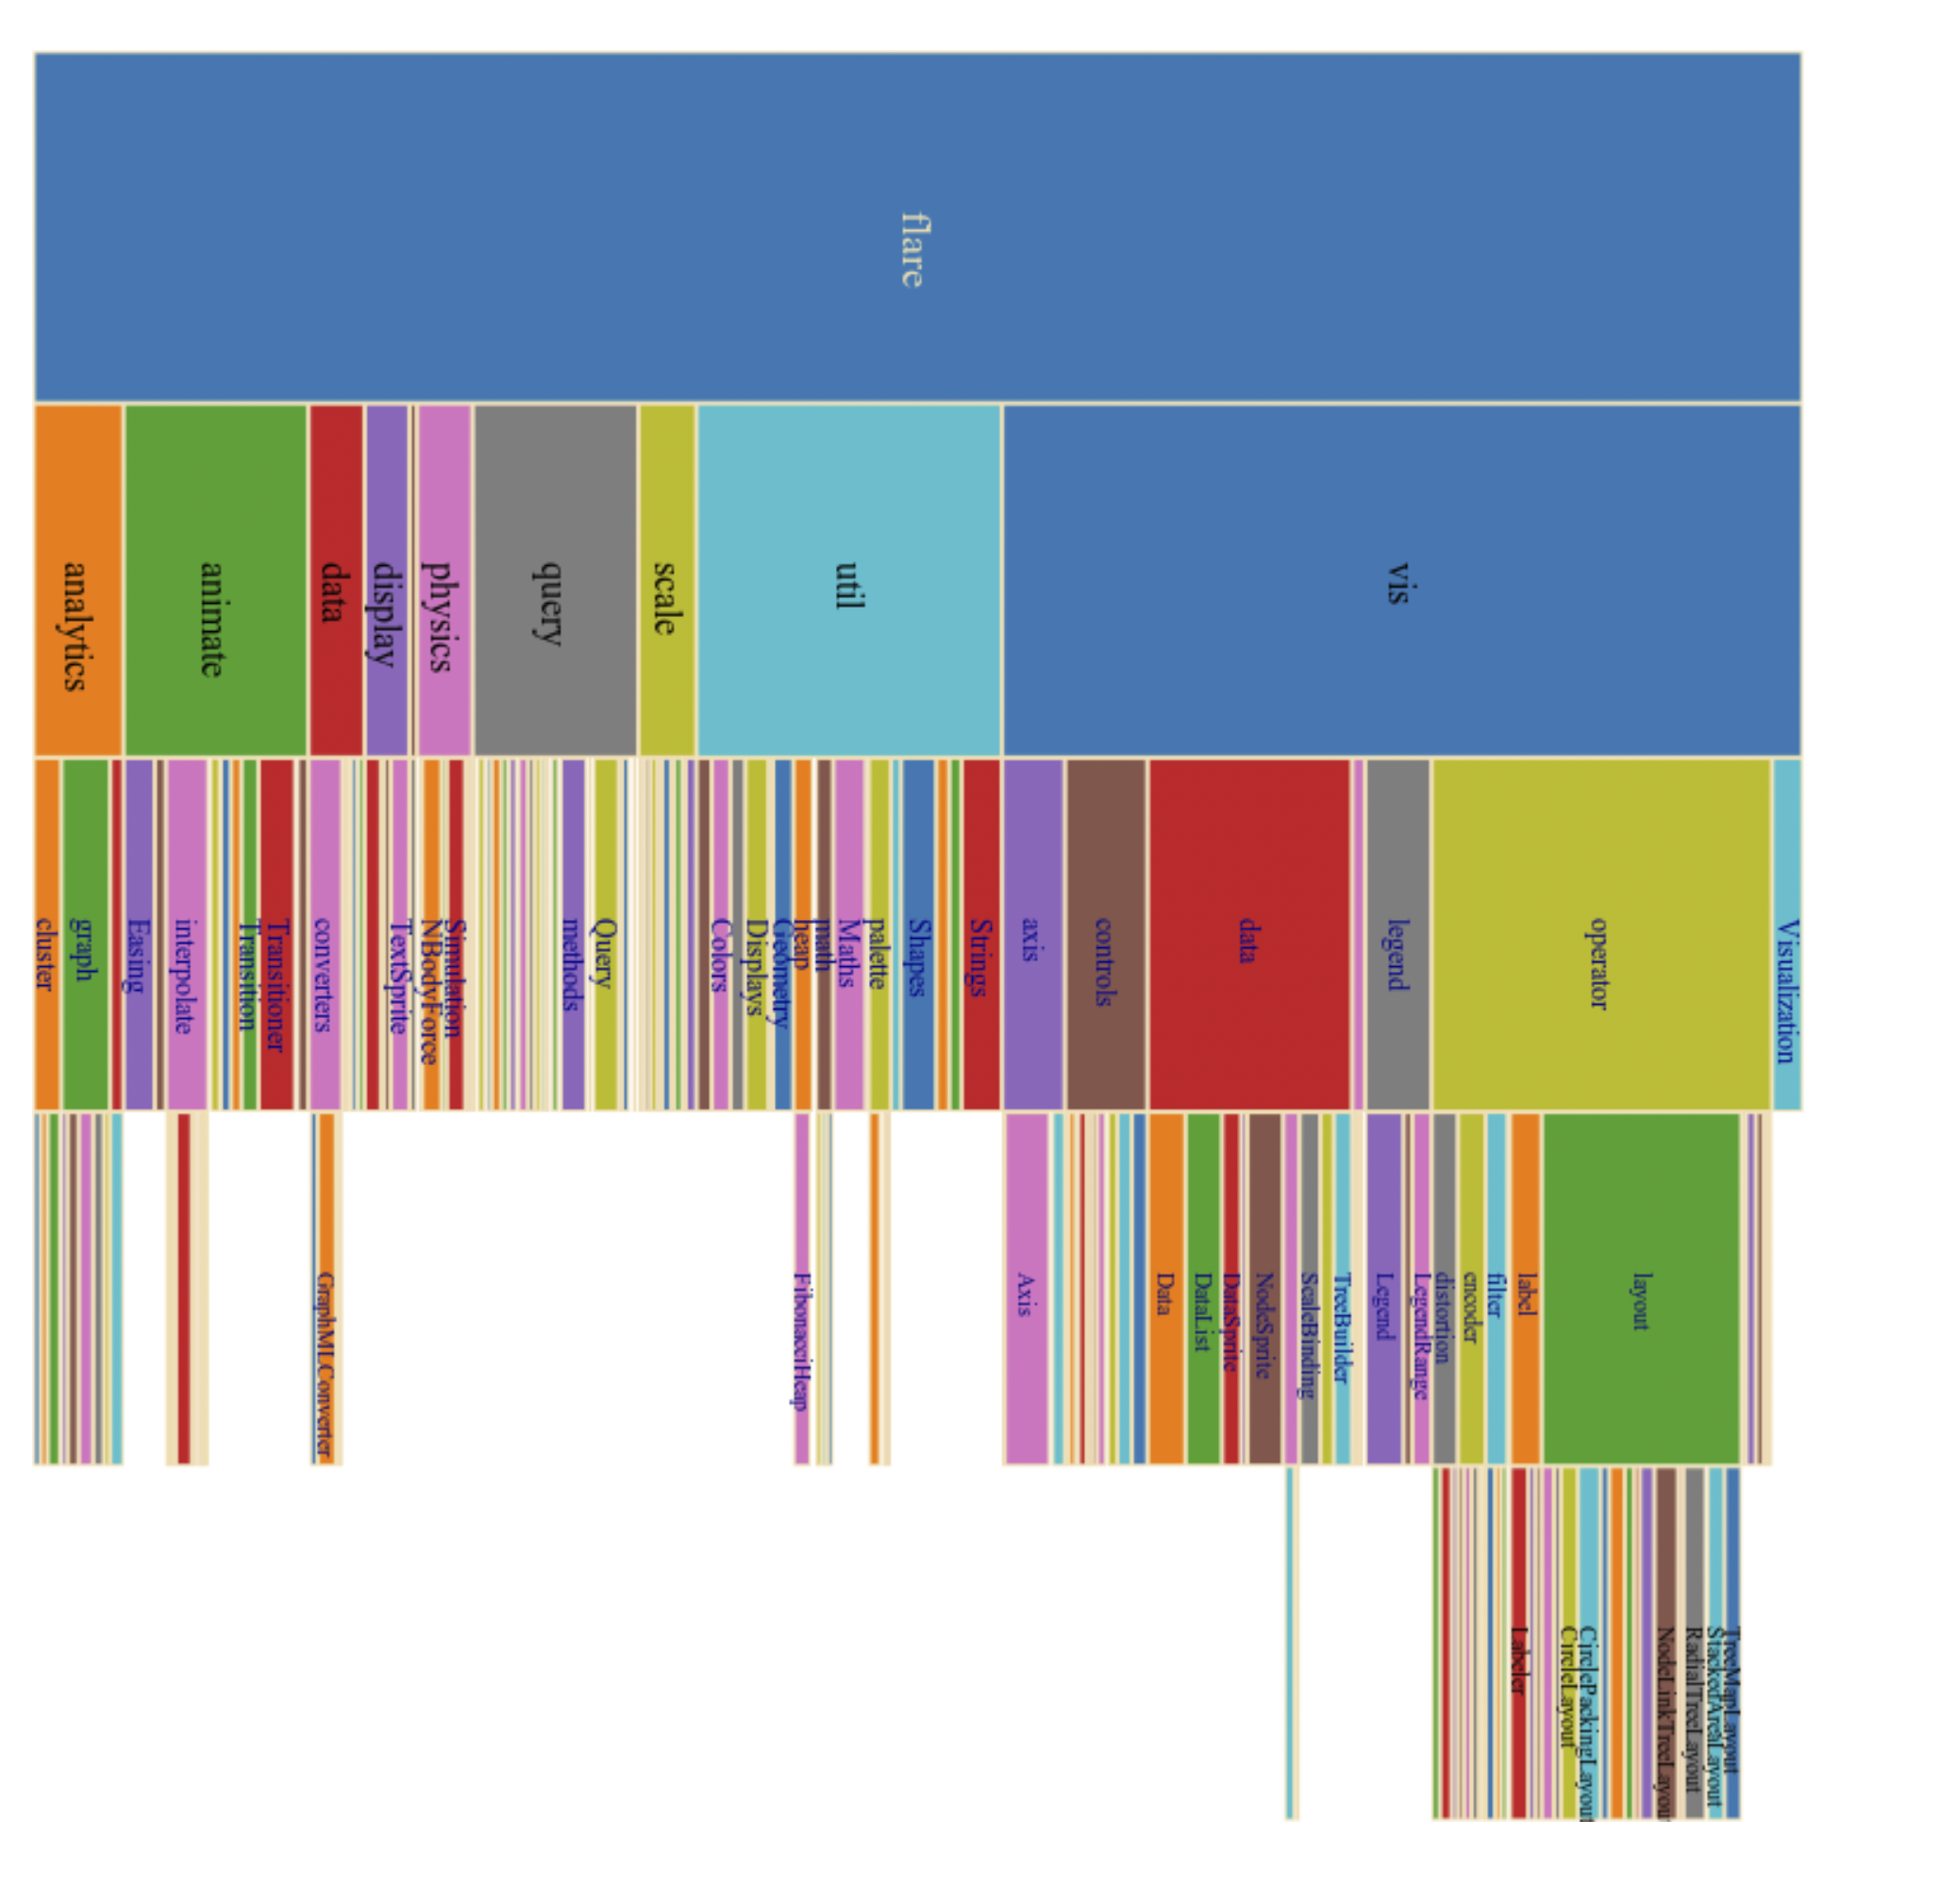 flare
analytics
animate
data
display
physics
query
scale
util
vis
cluster
graph
Easing
interpolate
Transition
Transitioner
converters
TextSprite
NBodyForce
Simulation
methods
Query
Colors
Displays
Geometry
heap
math
Maths
palette
Shapes
Strings
axis
controls
data
legend
operator
Visualization
GraphMLConverter
FibonacciHeap
Axis
Data
DataList
DataSprite
NodeSprite
ScaleBinding
TreeBuilder
Legend
LegendRange
distortion
encoder
filter
label
layout
Labeler
CircleLayout
CirclePackingLayout
NodeLinkTreeLayout
RadialTreeLayout
StackedAreaLayout
TreeMapLayout